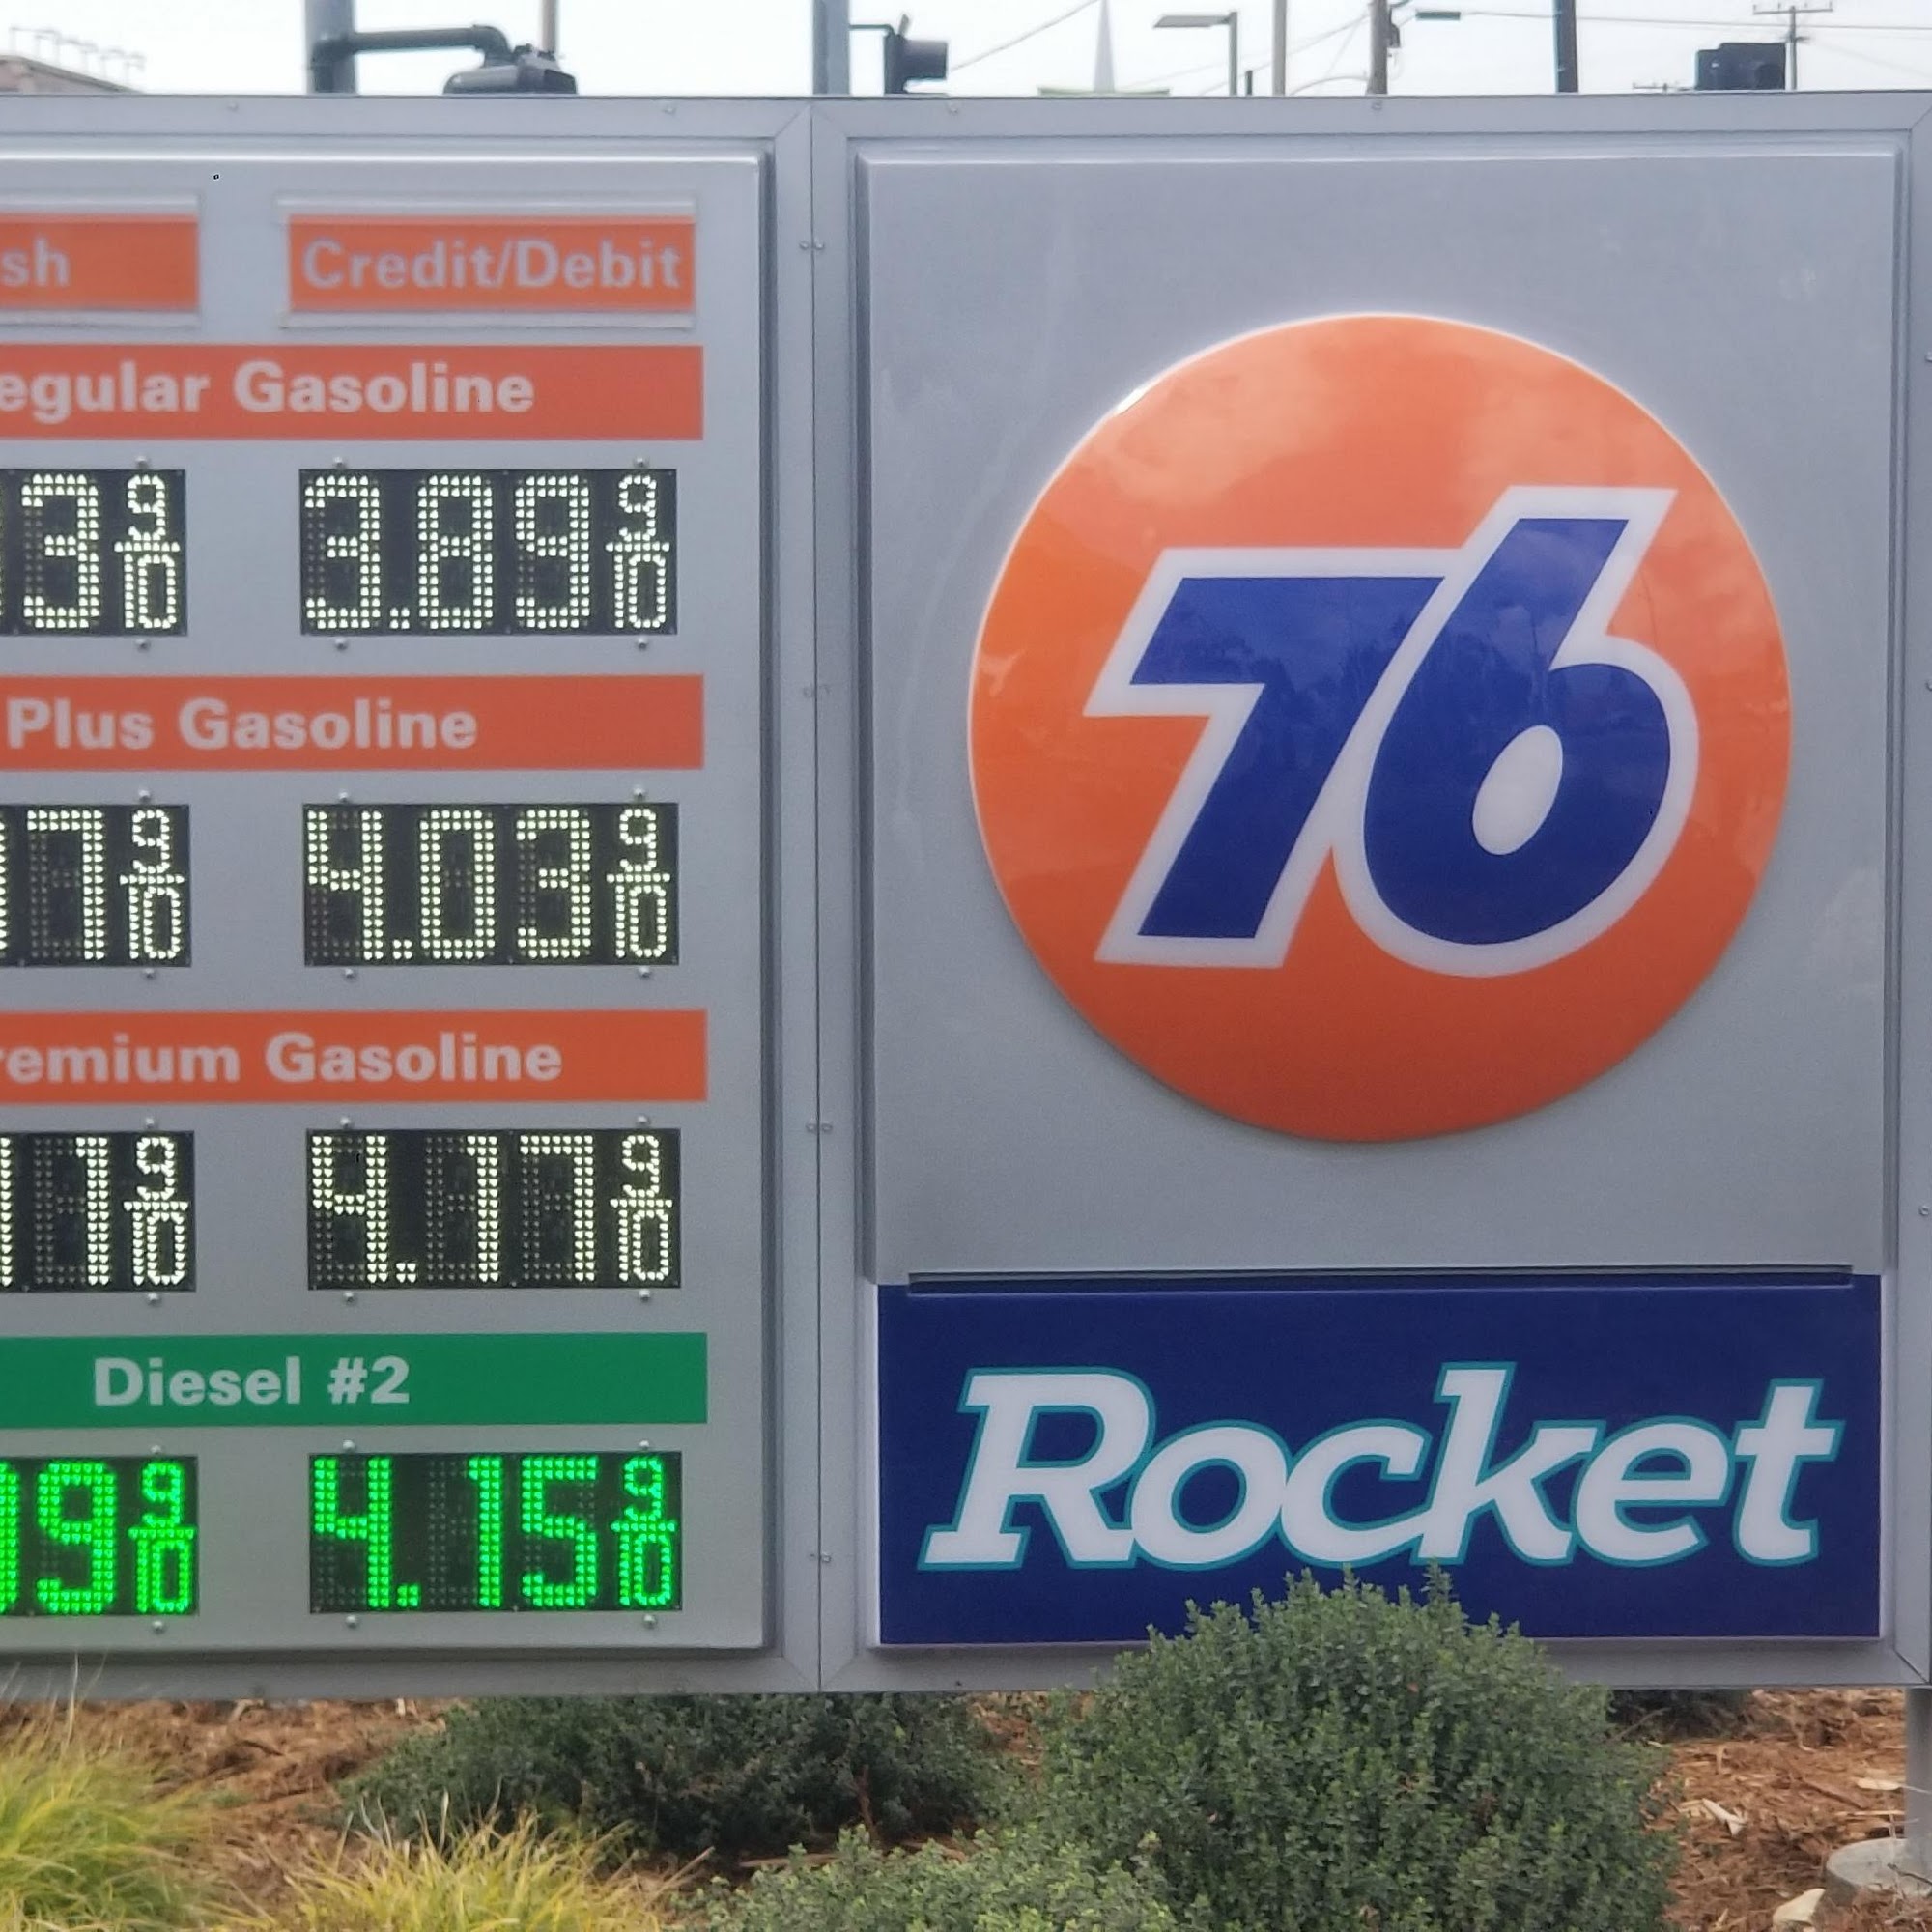 sh Credit/Debit
egular Gasoline
3 9/10 3.89 9/10
Plus Gasoline
7 9/10 4.03 9/10
remium Gasoline
1 9/10 4.17 9/10
Diesel #2
9 9/10 4.15 9/10
76
Rocket